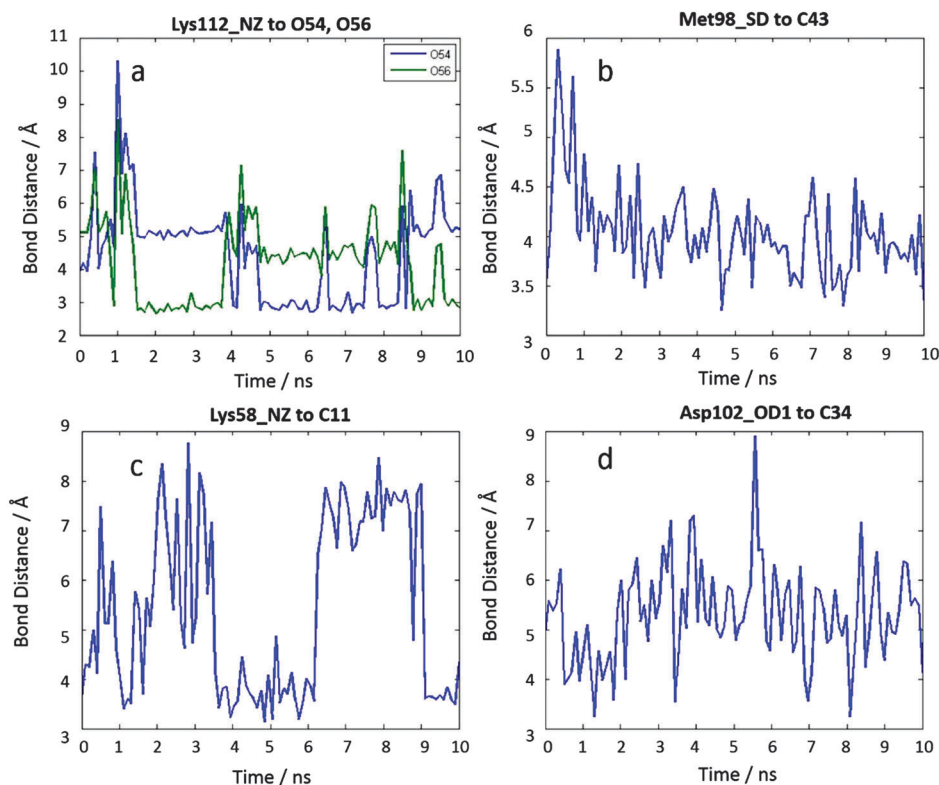 Lys112_NZ to O54, O56
11
10
9
8
7
6
5
4
3
2
Bond Distance / Å
a
O54
O56
0 1 2 3 4 5 6 7 8 9 10
Time / ns
Met98_SD to C43
6
5.5
5
4.5
4
3.5
3
Bond Distance / Å
b
0 1 2 3 4 5 6 7 8 9 10
Time / ns
Lys58_NZ to C11
9
8
7
6
5
4
3
Bond Distance / Å
c
0 1 2 3 4 5 6 7 8 9 10
Time / ns
Asp102_OD1 to C34
9
8
7
6
5
4
3
Bond Distance / Å
d
0 1 2 3 4 5 6 7 8 9 10
Time / ns